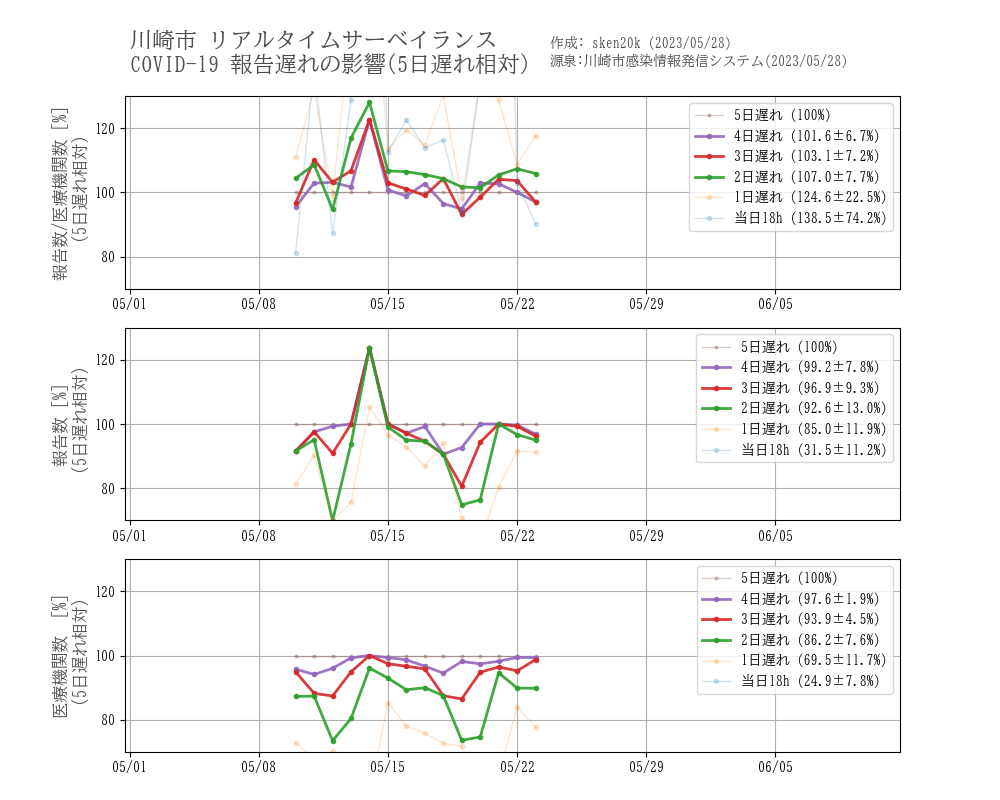 川崎市 リアルタイムサーベイランス
COVID-19 報告遅れの影響(5日遅れ相対)
作成: sken20k (2023/05/28)
源泉:川崎市感染情報発信システム(2023/05/28)
報告数/医療機関数 [%]
(5日遅れ相対)
120
100
80
5日遅れ (100%)
4日遅れ (101.6±6.7%)
3日遅れ (103.1±7.2%)
2日遅れ (107.0±7.7%)
1日遅れ (124.6±22.5%)
当日18h (138.5±74.2%)
05/01 05/08 05/15 05/22 05/29 06/05
報告数 [%]
(5日遅れ相対)
120
100
80
5日遅れ (100%)
4日遅れ (99.2±7.8%)
3日遅れ (96.9±9.3%)
2日遅れ (92.6±13.0%)
1日遅れ (85.0±11.9%)
当日18h (31.5±11.2%)
05/01 05/08 05/15 05/22 05/29 06/05
医療機関数 [%]
(5日遅れ相対)
120
100
80
5日遅れ (100%)
4日遅れ (97.6±1.9%)
3日遅れ (93.9±4.5%)
2日遅れ (86.2±7.6%)
1日遅れ (69.5±11.7%)
当日18h (24.9±7.8%)
05/01 05/08 05/15 05/22 05/29 06/05